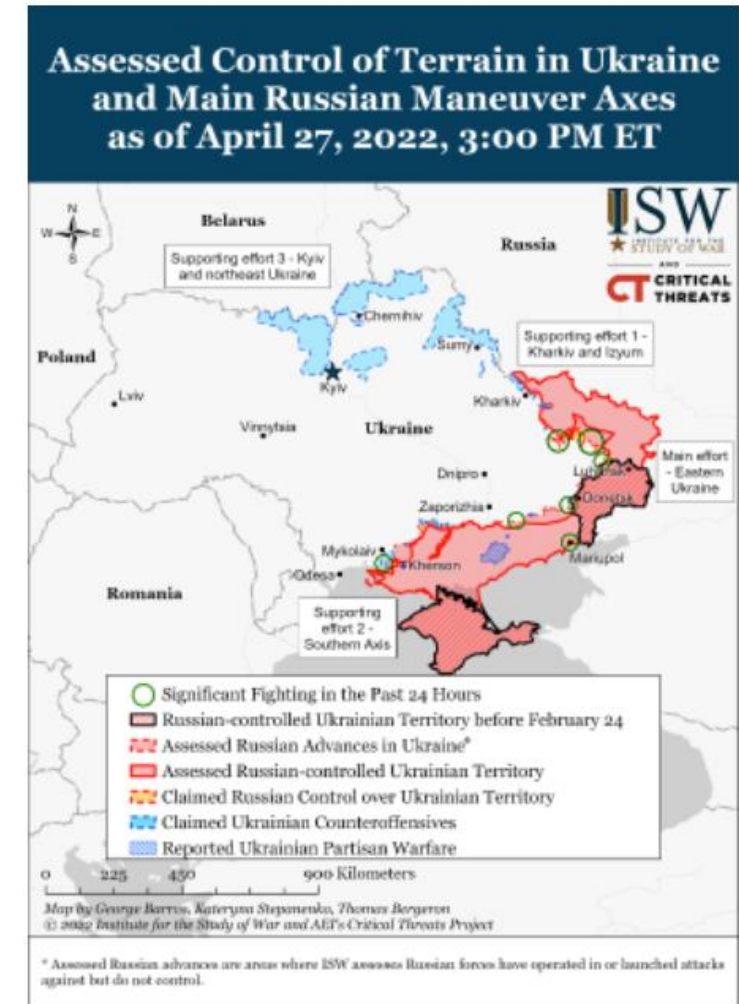 Assessed Control of Terrain in Ukraine
and Main Russian Maneuver Axes
as of April 27, 2022, 3:00 PM ET
N
W
E
S
Belarus
Russia
ISW
INSTITUTE FOR THE
STUDY OF WAR
AND
CT CRITICAL
THREATS
Supporting effort 3 - Kyiv
and northeast Ukraine
Chernihiv
Sumy
Supporting effort 1 -
Kharkiv and Izyum
Poland
Kyiv
Lviv
Kharkiv
Vinnytsia
Ukraine
Main effort
- Eastern
Ukraine
Luhansk
Dnipro
Donetsk
Zaporizhia
Mykolaiv
Mariupol
Kherson
Odesa
Romania
Supporting
effort 2 -
Southern Axis
Significant Fighting in the Past 24 Hours
Russian-controlled Ukrainian Territory before February 24
Assessed Russian Advances in Ukraine*
Assessed Russian-controlled Ukrainian Territory
Claimed Russian Control over Ukrainian Territory
Claimed Ukrainian Counteroffensives
Reported Ukrainian Partisan Warfare
0 225 450 900 Kilometers
Map by George Barros, Kateryna Stepanenko, Thomas Bergeron
© 2022 Institute for the Study of War and AEI's Critical Threats Project
* Assessed Russian advances are areas where ISW assesses Russian forces have operated in or launched attacks
against but do not control.